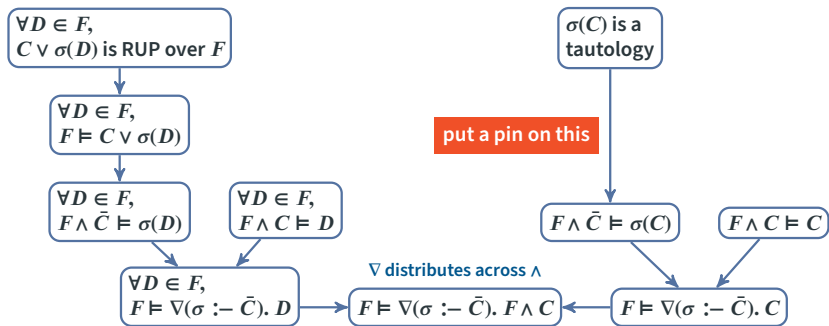 ∀D ∈ F,
C ∨ σ(D) is RUP over F
σ(C) is a
tautology
∀D ∈ F,
F ⊨ C ∨ σ(D)
put a pin on this
∀D ∈ F,
F ∧ C̄ ⊨ σ(D)
∀D ∈ F,
F ∧ C ⊨ D
F ∧ C̄ ⊨ σ(C)
F ∧ C ⊨ C
∇ distributes across ∧
∀D ∈ F,
F ⊨ ∇(σ :– C̄). D
F ⊨ ∇(σ :– C̄). F ∧ C
F ⊨ ∇(σ :– C̄). C